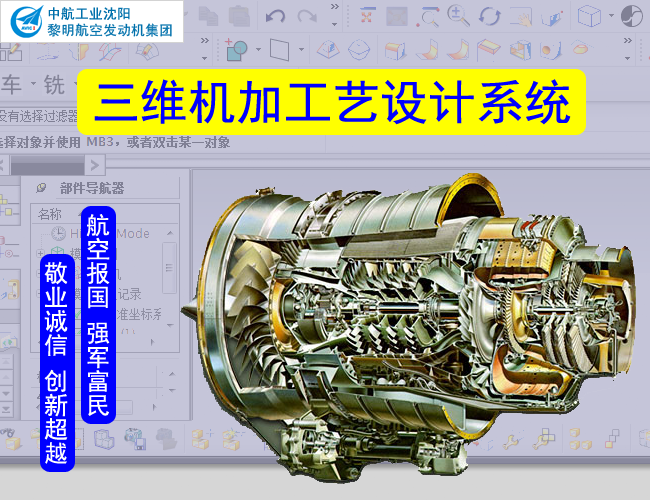 中航工业沈阳
黎明航空发动机集团
车 铣
三维机加工艺设计系统
没有选择过滤器
选择对象并使用 MB3，或者双击某一对象
部件导航器
名称
Mode
记录
准坐标系
航空报国 强军富民
敬业诚信 创新超越